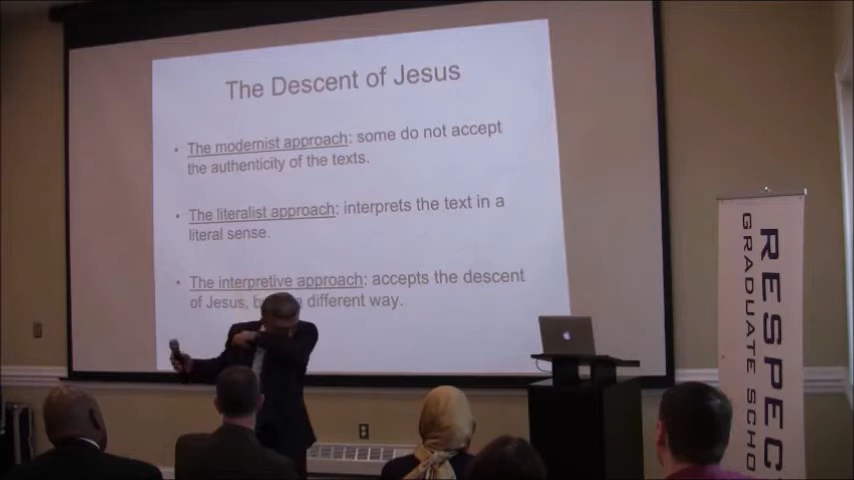 The Descent of Jesus
• The modernist approach: some do not accept
the authenticity of the texts.
• The literalist approach: interprets the text in a
literal sense.
• The interpretive approach: accepts the descent
of Jesus, a different way.
RESPECT
GRADUATE SCHO